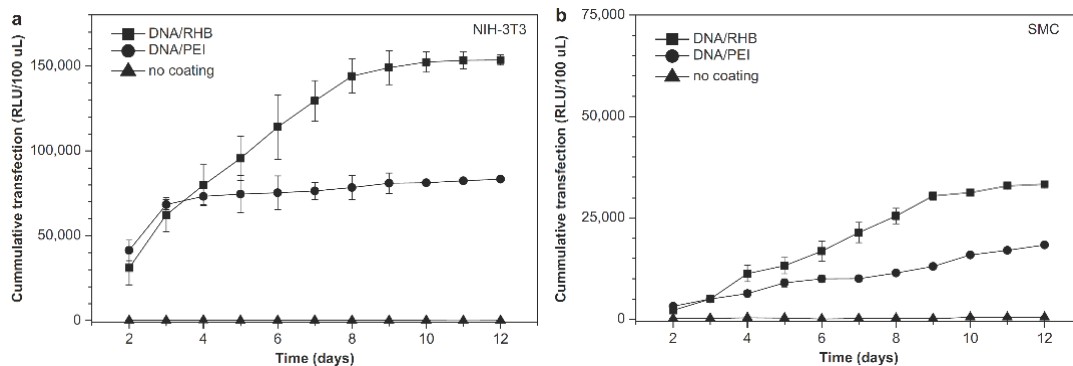 a
NIH-3T3
DNA/RHB
DNA/PEI
no coating
150,000
100,000
50,000
0
Cummulative transfection (RLU/100 uL)
2
4
6
8
10
12
Time (days)
b
SMC
75,000
DNA/RHB
DNA/PEI
no coating
50,000
25,000
0
Cummulative transfection (RLU/100 uL)
2
4
6
8
10
12
Time (days)